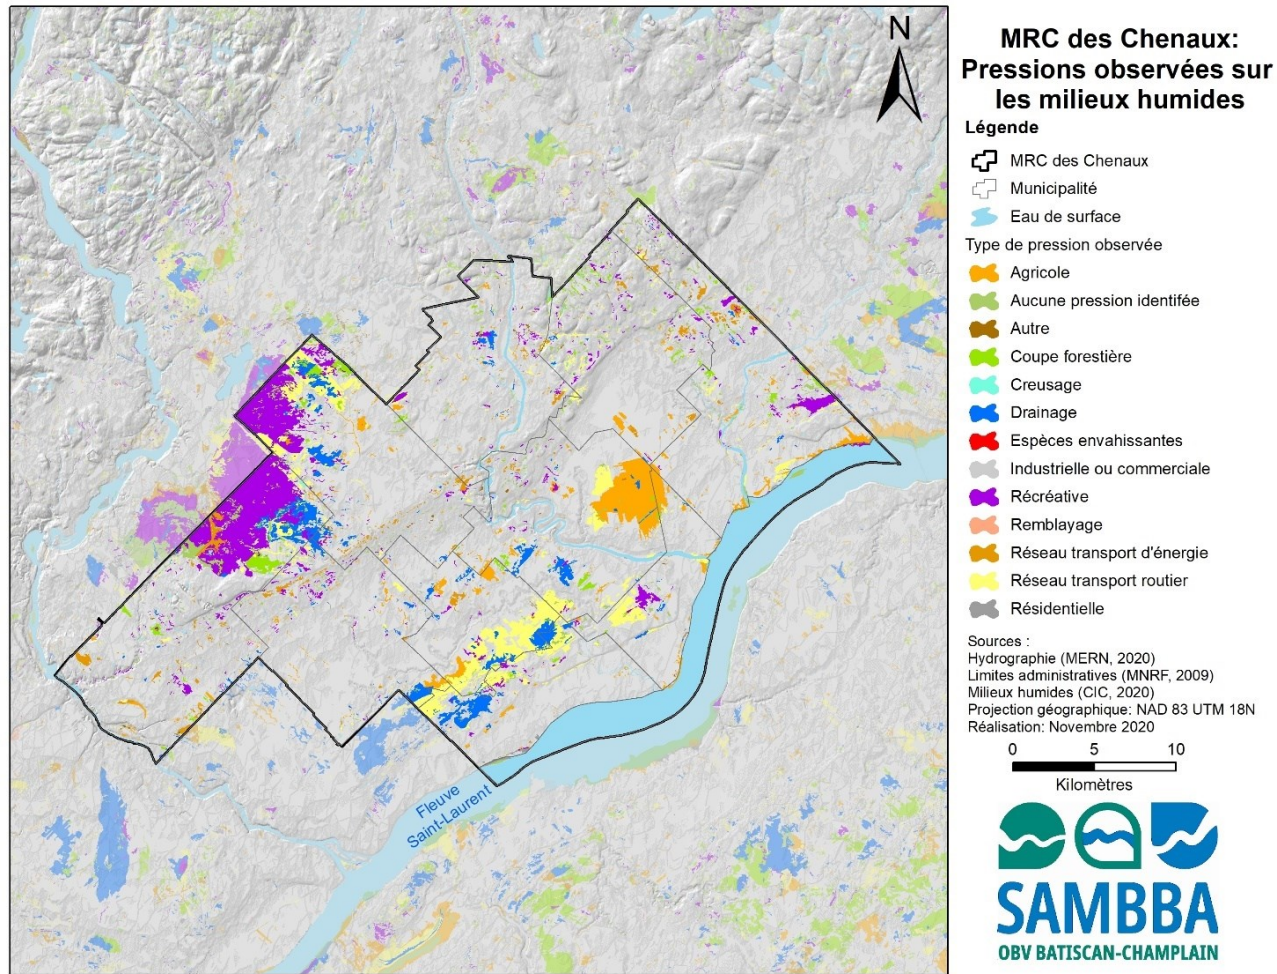 N
Fleuve
Saint-Laurent
MRC des Chenaux:
Pressions observées sur
les milieux humides
Légende
MRC des Chenaux
Municipalité
Eau de surface
Type de pression observée
Agricole
Aucune pression identifée
Autre
Coupe forestière
Creusage
Drainage
Espèces envahissantes
Industrielle ou commerciale
Récréative
Remblayage
Réseau transport d'énergie
Réseau transport routier
Résidentielle
Sources :
Hydrographie (MERN, 2020)
Limites administratives (MNRF, 2009)
Milieux humides (CIC, 2020)
Projection géographique: NAD 83 UTM 18N
Réalisation: Novembre 2020
0 5 10
Kilomètres
SAMBBA
OBV BATISCAN-CHAMPLAIN